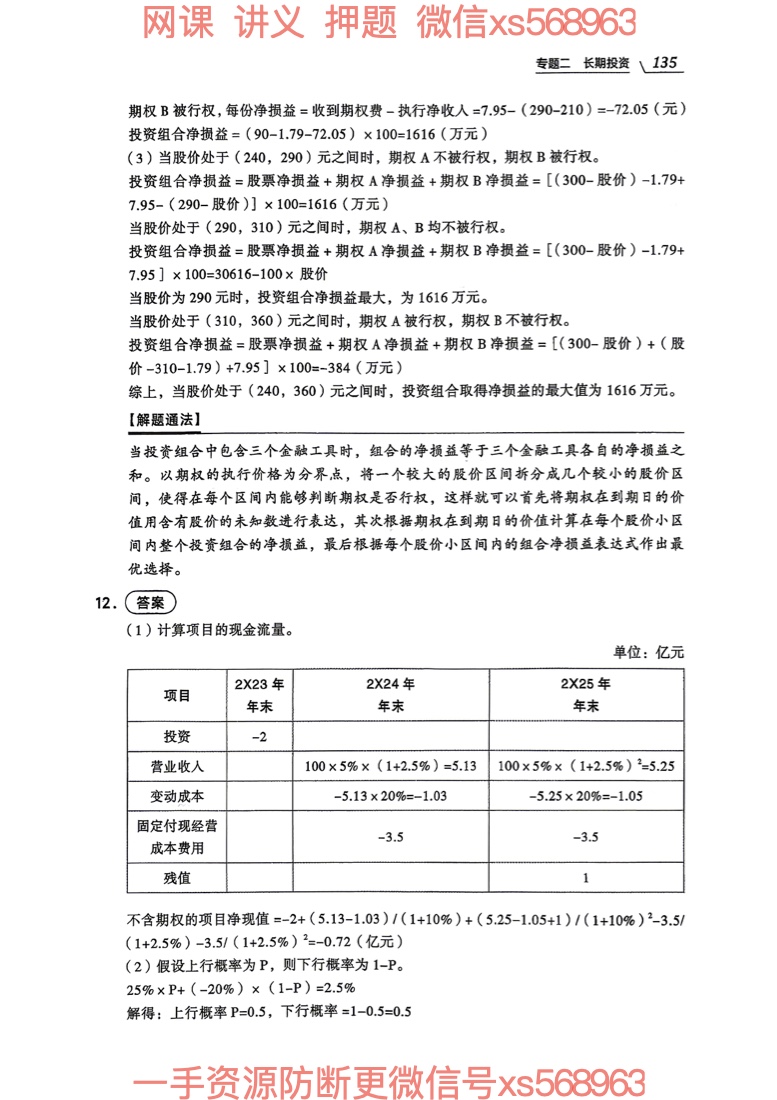 网课 讲义 押题 微信xs568963
专题二 长期投资 135
期权 B 被行权，每份净损益 = 收到期权费 – 执行净收入 =7.95–（290–210）=–72.05（元）
投资组合净损益 =（90–1.79–72.05）×100=1616（万元）
（3）当股价处于（240，290）元之间时，期权 A 不被行权，期权 B 被行权。
投资组合净损益 = 股票净损益 + 期权 A 净损益 + 期权 B 净损益 =［(300– 股价）–1.79+
7.95–（290– 股价)］×100=1616（万元）
当股价处于（290，310）元之间时，期权 A、B 均不被行权。
投资组合净损益 = 股票净损益 + 期权 A 净损益 + 期权 B 净损益 =［(300– 股价）–1.79+
7.95］×100=30616–100× 股价
当股价为 290 元时，投资组合净损益最大，为 1616 万元。
当股价处于（310，360）元之间时，期权 A 被行权，期权 B 不被行权。
投资组合净损益 = 股票净损益 + 期权 A 净损益 + 期权 B 净损益 =［(300– 股价）+（股
价 –310–1.79）+7.95］×100=–384（万元）
综上，当股价处于（240，360）元之间时，投资组合取得净损益的最大值为 1616 万元。
【解题通法】
当投资组合中包含三个金融工具时，组合的净损益等于三个金融工具各自的净损益之
和。以期权的执行价格为分界点，将一个较大的股价区间拆分成几个较小的股价区
间，使得在每个区间内能够判断期权是否行权，这样就可以首先将期权在到期日的价
值用含有股价的未知数进行表达，其次根据期权在到期日的价值计算在每个股价小区
间内整个投资组合的净损益，最后根据每个股价小区间内的组合净损益表达式作出最
优选择。
12. 答案
（1）计算项目的现金流量。
单位：亿元
项目 2X23 年年末 2X24 年年末 2X25 年年末
投资 –2
营业收入 100×5%×（1+2.5%）=5.13 100×5%×（1+2.5%）²=5.25
变动成本 –5.13×20%=–1.03 –5.25×20%=–1.05
固定付现经营成本费用 –3.5 –3.5
残值 1
不含期权的项目净现值 =–2+（5.13–1.03）/（1+10%）+（5.25–1.05+1）/（1+10%）²–3.5/
（1+2.5%）–3.5/（1+2.5%）²=–0.72（亿元）
（2）假设上行概率为 P，则下行概率为 1–P。
25%×P+（–20%）×（1–P）=2.5%
解得：上行概率 P=0.5，下行概率 =1–0.5=0.5
一手资源防断更微信号xs568963